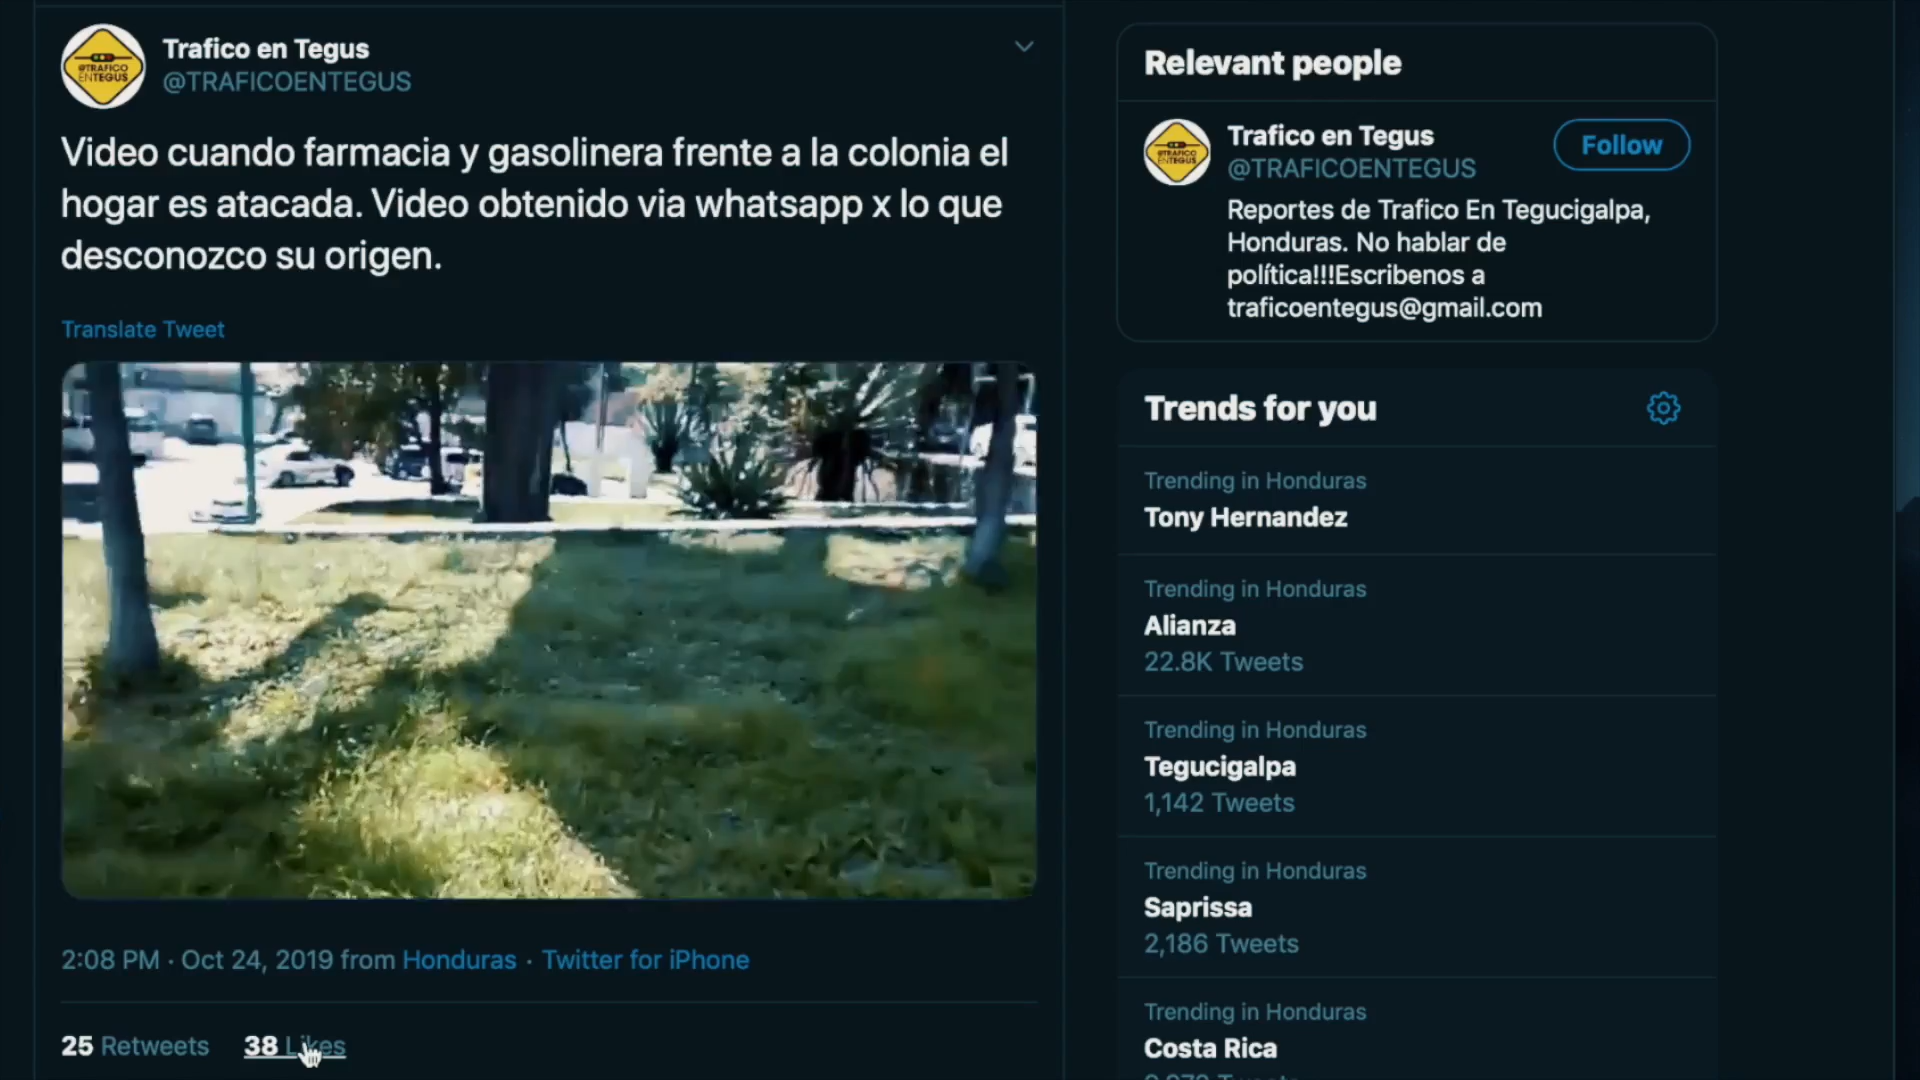 Trafico en Tegus
@TRAFICOENTEGUS
Video cuando farmacia y gasolinera frente a la colonia el
hogar es atacada. Video obtenido via whatsapp x lo que
desconozco su origen.
Translate Tweet
2:08 PM · Oct 24, 2019 from Honduras · Twitter for iPhone
25 Retweets 38 Likes
Relevant people
@TRAFICO
ENTEGUS
Trafico en Tegus
@TRAFICOENTEGUS
Follow
Reportes de Trafico En Tegucigalpa,
Honduras. No hablar de
política!!!Escribenos a
traficoentegus@gmail.com
Trends for you
Trending in Honduras
Tony Hernandez
Trending in Honduras
Alianza
22.8K Tweets
Trending in Honduras
Tegucigalpa
1,142 Tweets
Trending in Honduras
Saprissa
2,186 Tweets
Trending in Honduras
Costa Rica